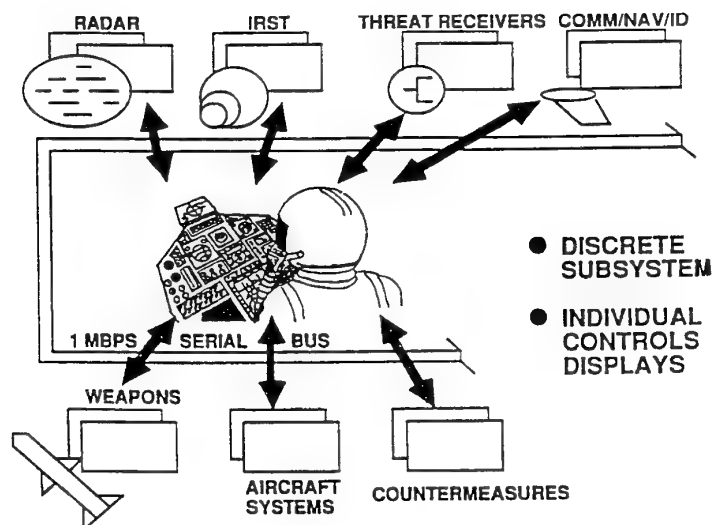 RADAR
IRST
THREAT RECEIVERS
COMM/NAV/ID
● DISCRETE
SUBSYSTEM
● INDIVIDUAL
CONTROLS
DISPLAYS
1 MBPS SERIAL BUS
WEAPONS
AIRCRAFT
SYSTEMS
COUNTERMEASURES